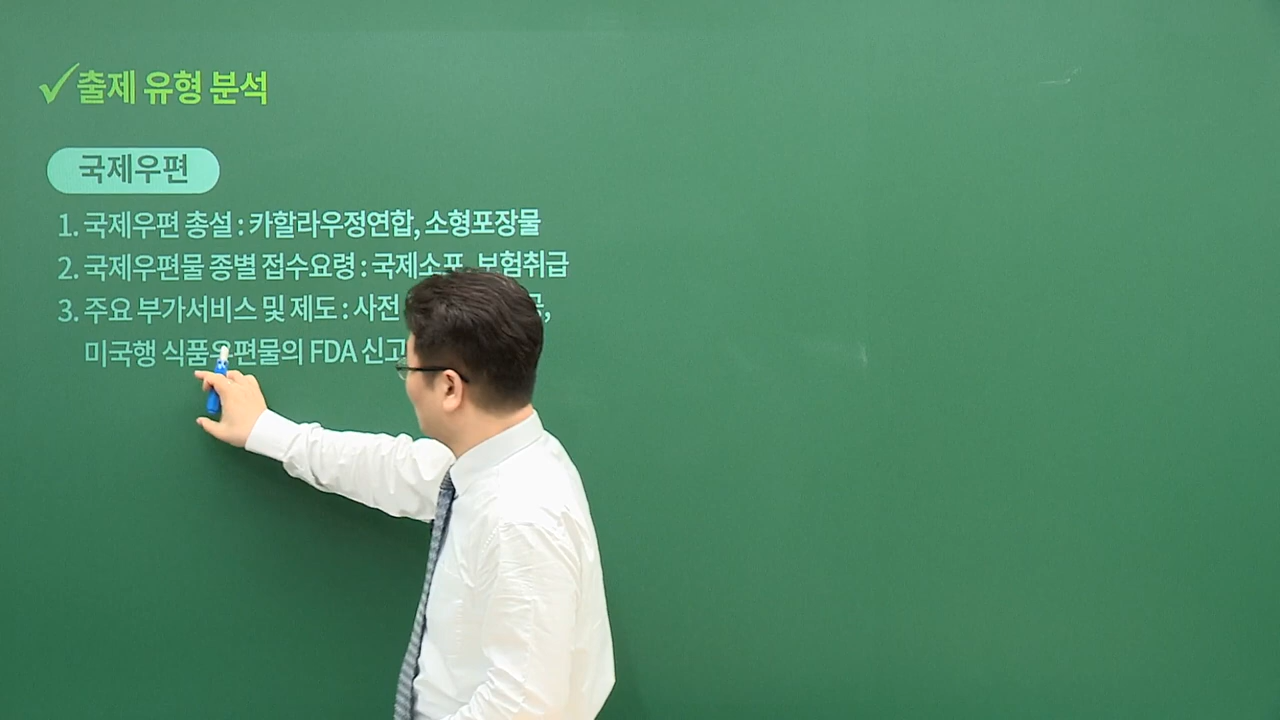 출제 유형 분석
국제우편
1. 국제우편 총설 : 카할라우정연합, 소형포장물
2. 국제우편물 종별 접수요령 : 국제소포, 보험취급
3. 주요 부가서비스 및 제도 : 사전
미국행 식품우편물의 FDA 신고